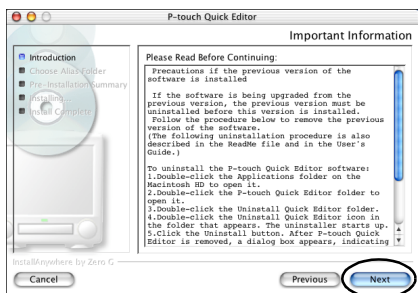 P-touch Quick Editor
Important Information
Introduction
Choose Alias Folder
Pre-Installation Summary
Installing...
Install Complete
Please Read Before Continuing:
Precautions if the previous version of the
software is installed
If the software is being upgraded from the
previous version, the previous version must be
uninstalled before this version is installed.
Follow the procedure below to remove the previous
version of the software.
(The following uninstallation procedure is also
described in the ReadMe file and in the User's
Guide.)
To uninstall the P-touch Quick Editor software:
1.Double-click the Applications folder on the
Macintosh HD to open it.
2.Double-click the P-touch Quick Editor folder to
open it.
3.Double-click the Uninstall Quick Editor folder.
4.Double-click the Uninstall Quick Editor icon in
the folder that appears. The uninstaller starts up.
5.Click the Uninstall button. After P-touch Quick
Editor is removed, a dialog box appears, indicating
InstallAnywhere by Zero G
Cancel
Previous
Next